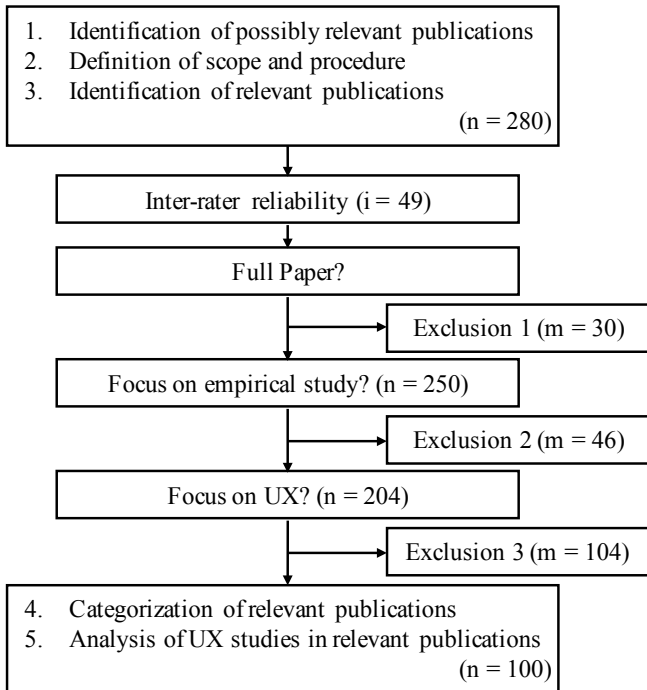 1. Identification of possibly relevant publications
2. Definition of scope and procedure
3. Identification of relevant publications
(n = 280)
Inter-rater reliability (i = 49)
Full Paper?
Exclusion 1 (m = 30)
Focus on empirical study? (n = 250)
Exclusion 2 (m = 46)
Focus on UX? (n = 204)
Exclusion 3 (m = 104)
4. Categorization of relevant publications
5. Analysis of UX studies in relevant publications
(n = 100)